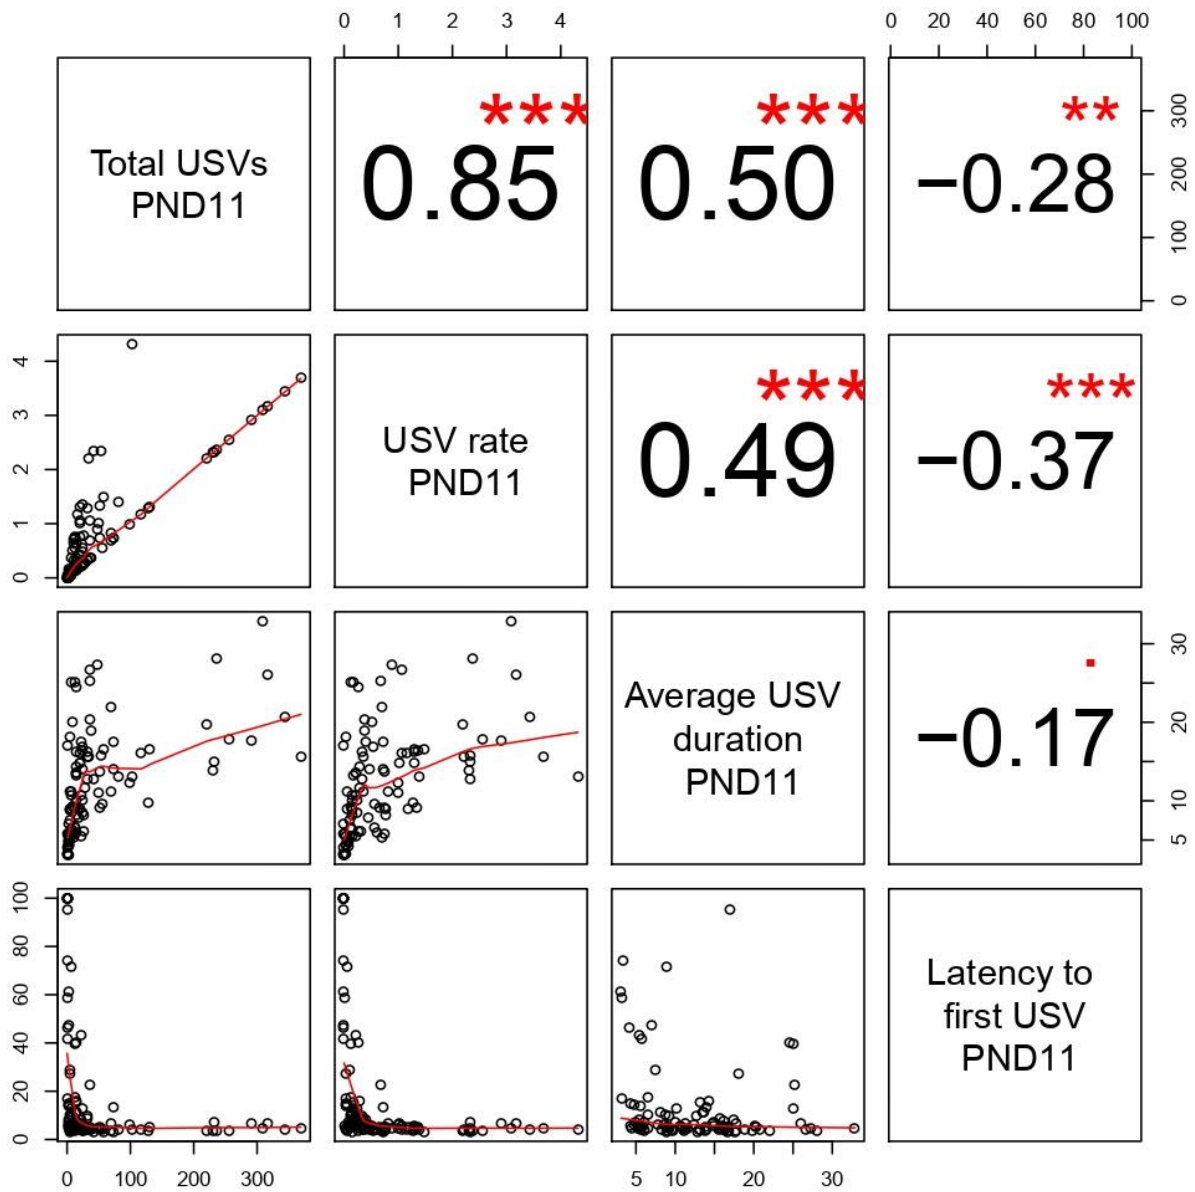 0 1 2 3 4
0 20 40 60 80 100
Total USVs
PND11
***
0.85
***
0.50
**
−0.28
0 100 200 300
0 1 2 3 4
USV rate
PND11
***
0.49
***
−0.37
Average USV
duration
PND11
.
−0.17
5 10 20 30
0 20 40 60 80 100
Latency to
first USV
PND11
0 100 200 300
5 10 20 30